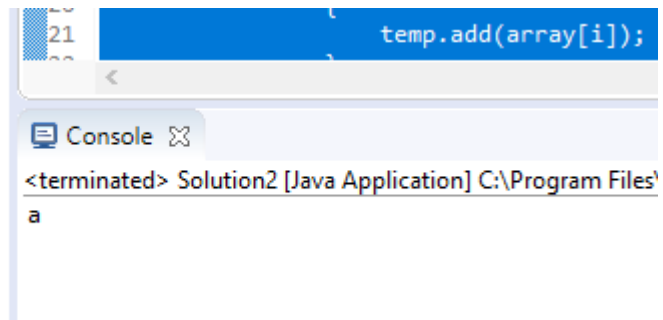 21 temp.add(array[i]);
Console
<terminated> Solution2 [Java Application] C:\Program Files\
a